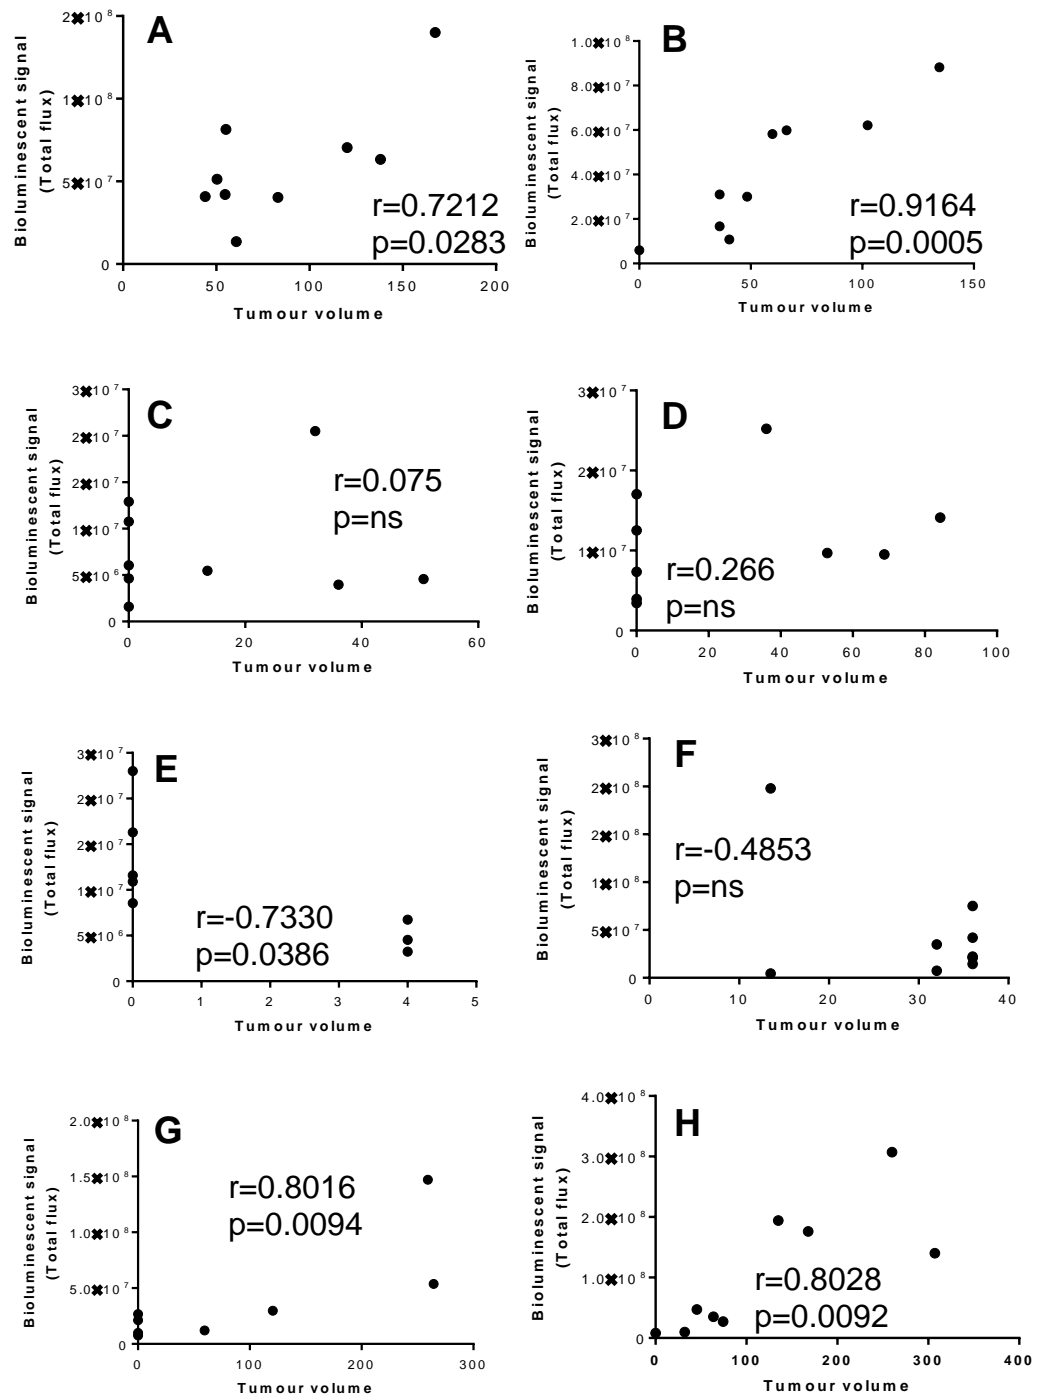 A
Bioluminescent signal
(Total flux)
2✖10⁸
1✖10⁸
5✖10⁷
0
r=0.7212
p=0.0283
0 50 100 150 200
Tumour volume
B
Bioluminescent signal
(Total flux)
1.0✖10⁸
8.0✖10⁷
6.0✖10⁷
4.0✖10⁷
2.0✖10⁷
0
r=0.9164
p=0.0005
0 50 100 150
Tumour volume
C
Bioluminescent signal
(Total flux)
3✖10⁷
2✖10⁷
2✖10⁷
1✖10⁷
5✖10⁶
0
r=0.075
p=ns
0 20 40 60
Tumour volume
D
Bioluminescent signal
(Total flux)
3✖10⁷
2✖10⁷
1✖10⁷
0
r=0.266
p=ns
0 20 40 60 80 100
Tumour volume
E
Bioluminescent signal
(Total flux)
3✖10⁷
2✖10⁷
2✖10⁷
1✖10⁷
5✖10⁶
0
r=-0.7330
p=0.0386
0 1 2 3 4 5
Tumour volume
F
Bioluminescent signal
(Total flux)
3✖10⁸
2✖10⁸
2✖10⁸
1✖10⁸
5✖10⁷
0
r=-0.4853
p=ns
0 10 20 30 40
Tumour volume
G
Bioluminescent signal
(Total flux)
2.0✖10⁸
1.5✖10⁸
1.0✖10⁸
5.0✖10⁷
0
r=0.8016
p=0.0094
0 100 200 300
Tumour volume
H
Bioluminescent signal
(Total flux)
4.0✖10⁸
3.0✖10⁸
2.0✖10⁸
1.0✖10⁸
0
r=0.8028
p=0.0092
0 100 200 300 400
Tumour volume